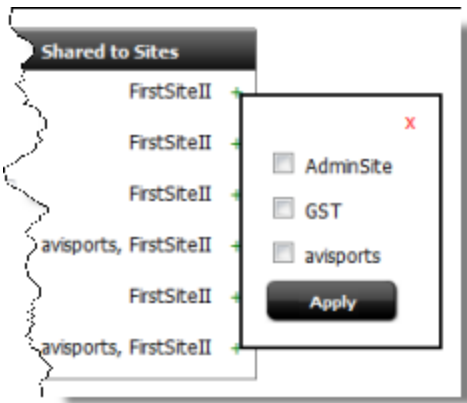 Shared to Sites
FirstSiteII +
FirstSiteII +
FirstSiteII +
avisports, FirstSiteII +
FirstSiteII +
avisports, FirstSiteII +
x
AdminSite
GST
avisports
Apply